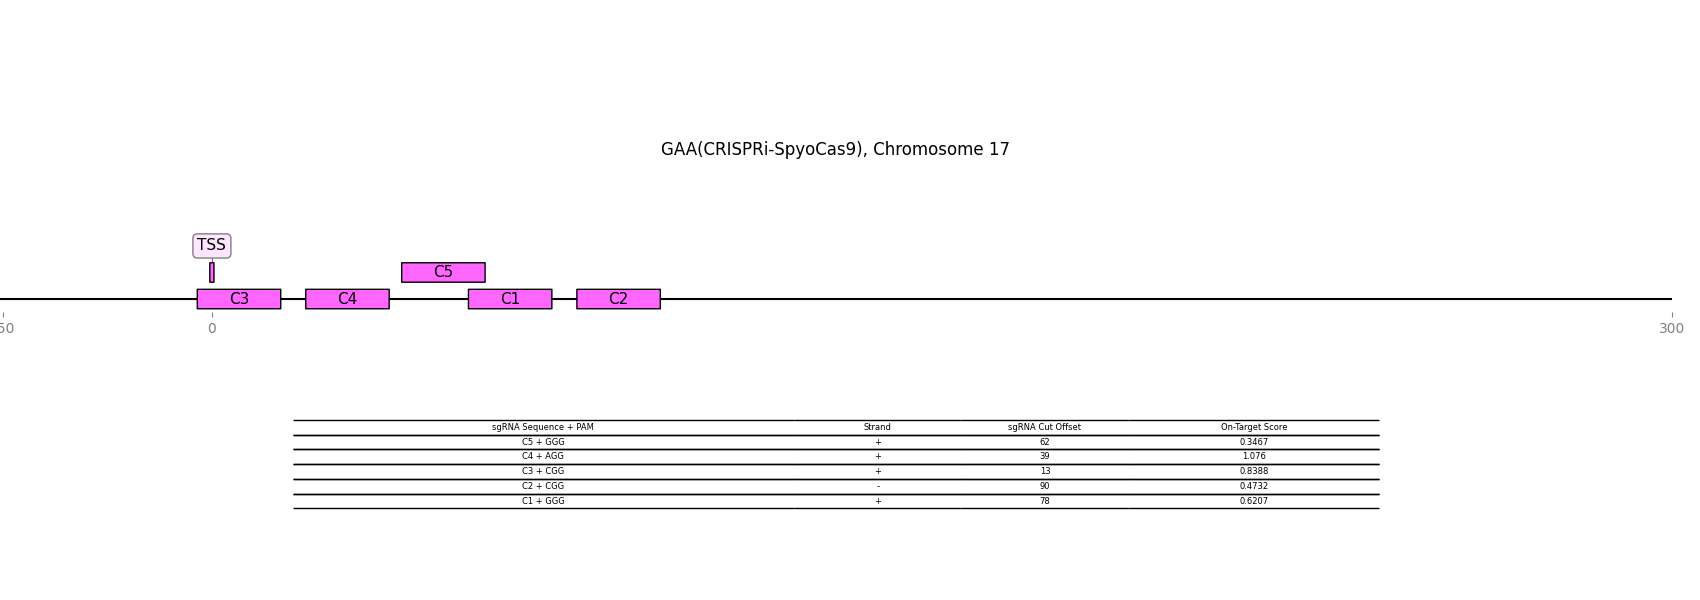 GAA(CRISPRi-SpyoCas9), Chromosome 17
TSS
C5
C3 C4 C1 C2
50 0 300
sgRNA Sequence + PAM Strand sgRNA Cut Offset On-Target Score
C5 + GGG + 62 0.3467
C4 + AGG + 39 1.076
C3 + CGG + 13 0.8388
C2 + CGG - 90 0.4732
C1 + GGG + 78 0.6207